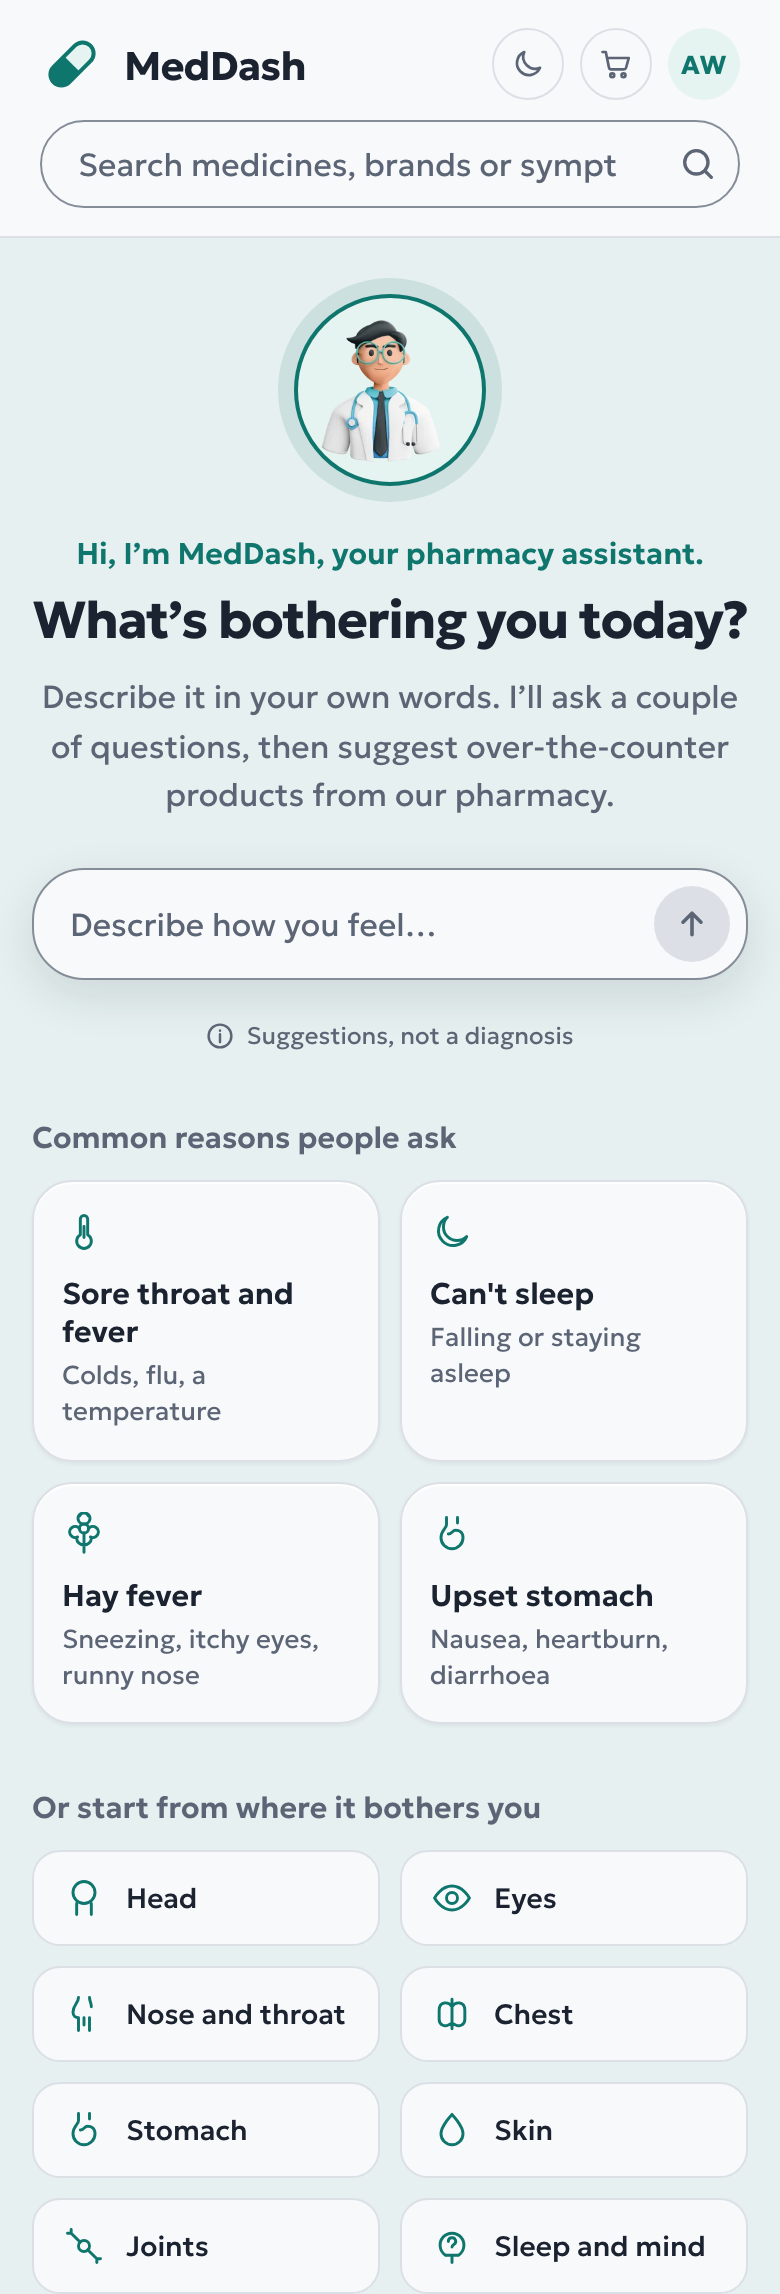 MedDash
AW
Search medicines, brands or sympt
Hi, I’m MedDash, your pharmacy assistant.
What’s bothering you today?
Describe it in your own words. I’ll ask a couple
of questions, then suggest over-the-counter
products from our pharmacy.
Describe how you feel…
Suggestions, not a diagnosis
Common reasons people ask
Sore throat and
fever
Colds, flu, a
temperature
Can't sleep
Falling or staying
asleep
Hay fever
Sneezing, itchy eyes,
runny nose
Upset stomach
Nausea, heartburn,
diarrhoea
Or start from where it bothers you
Head
Eyes
Nose and throat
Chest
Stomach
Skin
Joints
Sleep and mind